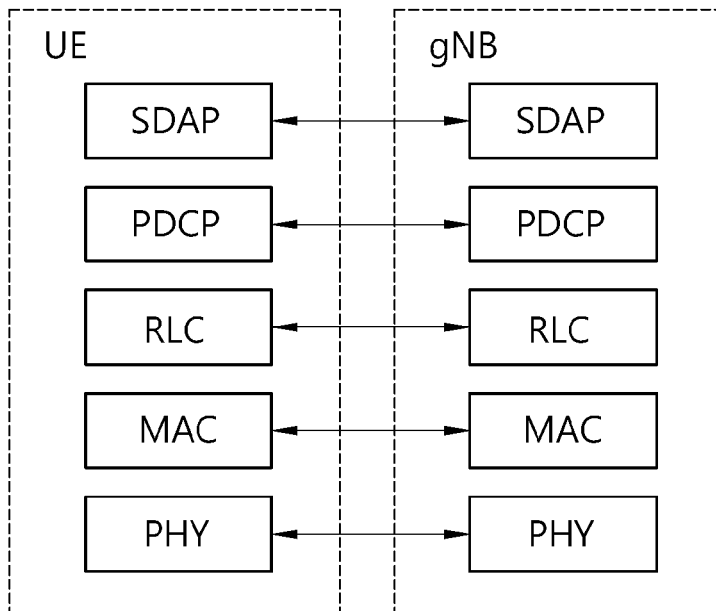 UE gNB
SDAP SDAP
PDCP PDCP
RLC RLC
MAC MAC
PHY PHY